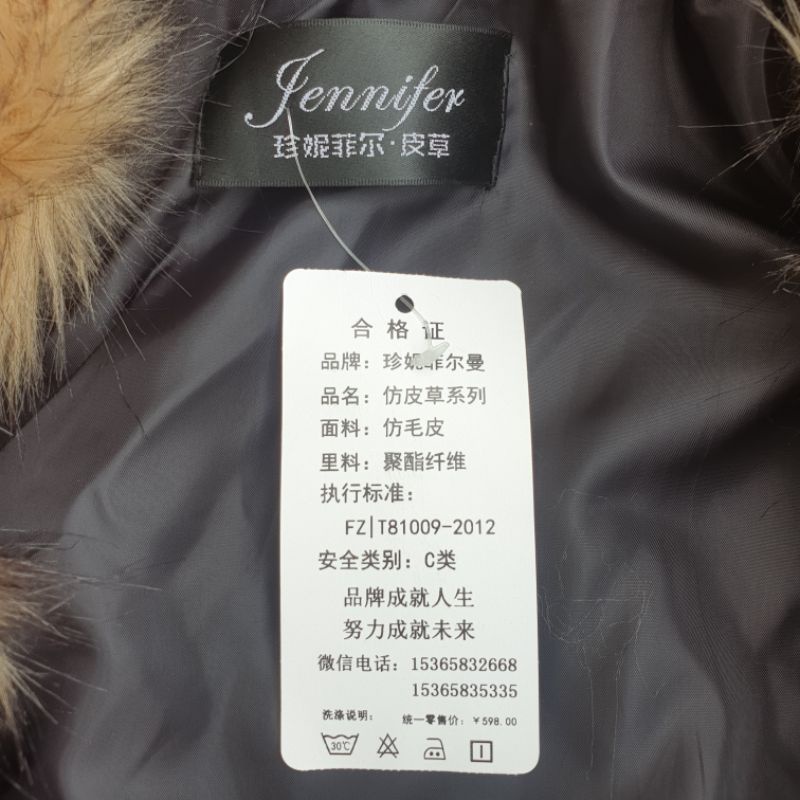 Jennifer
珍妮菲尔·皮草
合格证
品牌：珍妮菲尔曼
品名：仿皮草系列
面料：仿毛皮
里料：聚酯纤维
执行标准：
FZ|T81009-2012
安全类别：C类
品牌成就人生
努力成就未来
微信电话：15365832668
15365835335
洗涤说明： 统一零售价：￥598.00
30℃